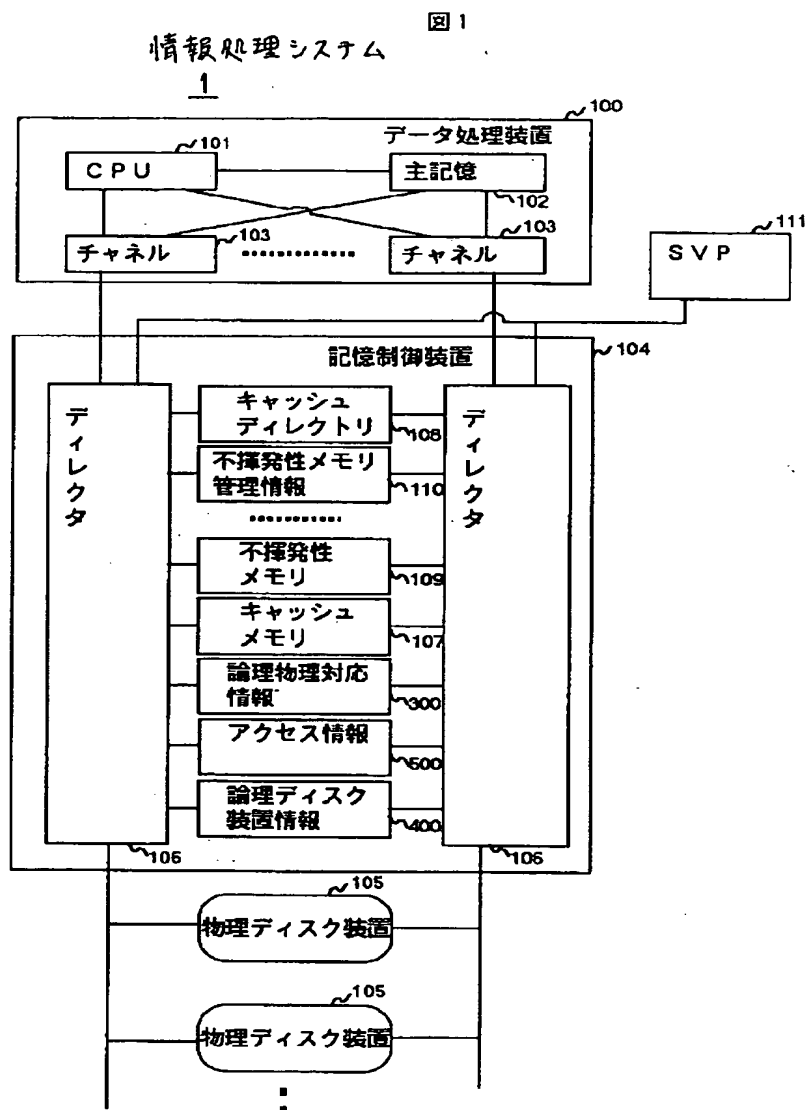 図1
情報処理システム
1
100
データ処理装置
101
CPU
主記憶
102
103
チャネル
103
チャネル
111
SVP
記憶制御装置
104
ディレクタ
キャッシュ
ディレクトリ
108
不揮発性メモリ
管理情報
110
不揮発性
メモリ
109
キャッシュ
メモリ
107
論理物理対応
情報
300
アクセス情報
500
論理ディスク
装置情報
400
ディレクタ
106
106
105
物理ディスク装置
105
物理ディスク装置